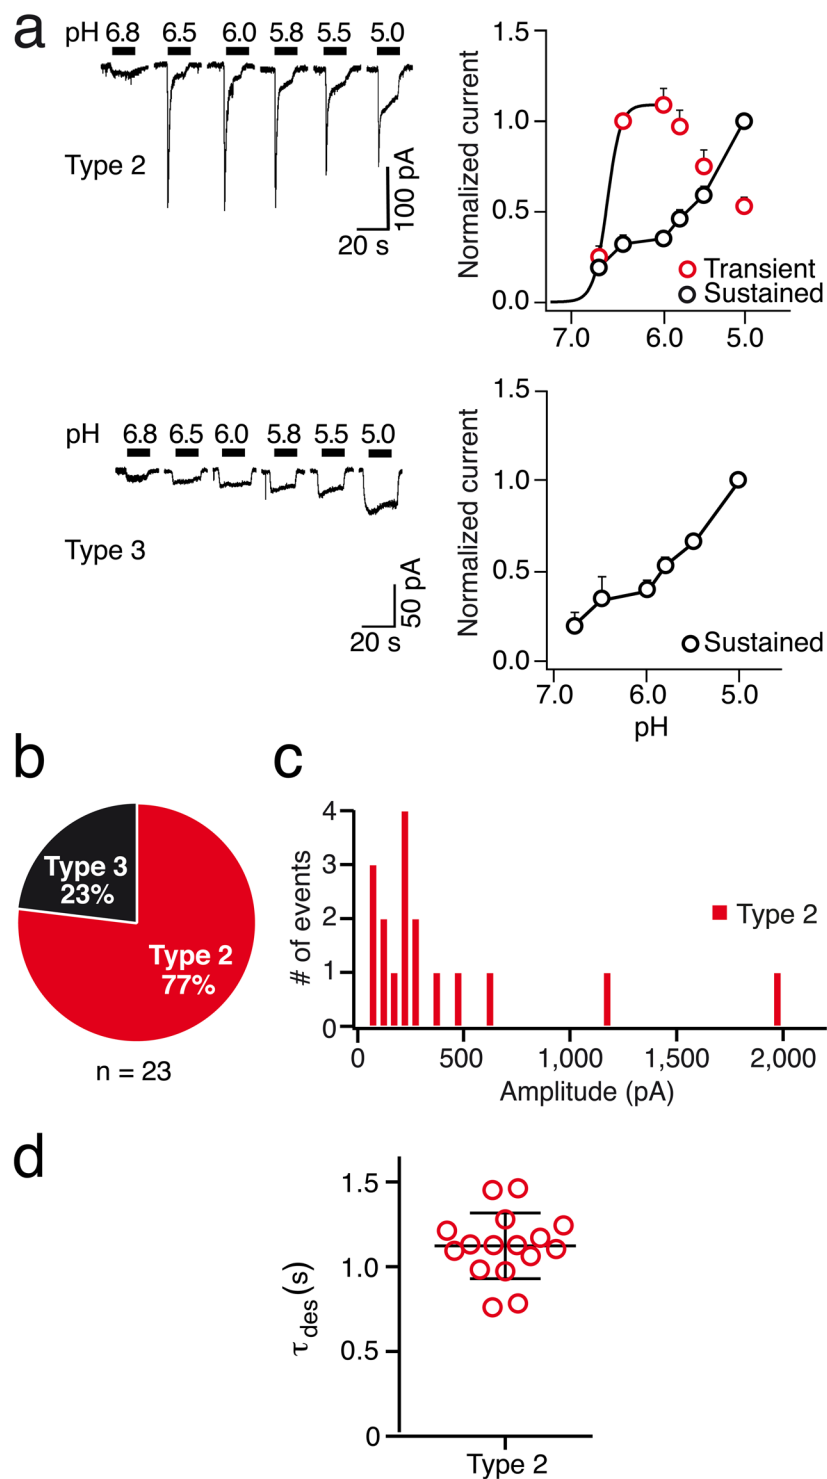 a
pH 6.8 6.5 6.0 5.8 5.5 5.0
Type 2
100 pA
20 s
Normalized current
1.5
1.0
0.5
0.0
Transient
Sustained
7.0 6.0 5.0
pH 6.8 6.5 6.0 5.8 5.5 5.0
Type 3
50 pA
20 s
Normalized current
1.5
1.0
0.5
0.0
Sustained
7.0 6.0 5.0
pH
b
Type 3
23%
Type 2
77%
n = 23
c
# of events
4
3
2
1
0
Type 2
0 500 1,000 1,500 2,000
Amplitude (pA)
d
τdes (s)
1.5
1.0
0.5
0
Type 2